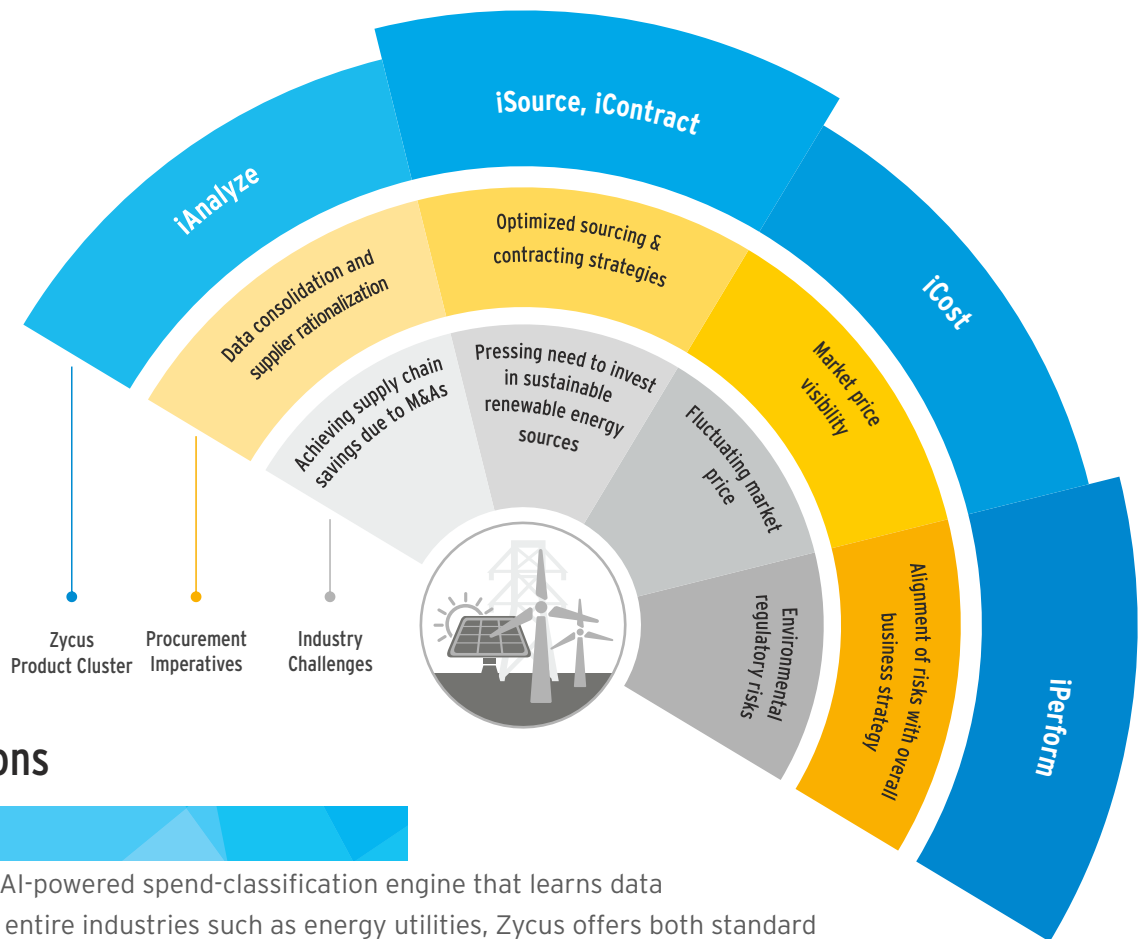 iSource, iContract
iAnalyze
iCost
iPerform
Optimized sourcing &
contracting strategies
Data consolidation and
supplier rationalization
Market price
visibility
Alignment of risks with overall
business strategy
Achieving supply chain
savings due to M&As
Pressing need to invest
in sustainable
renewable energy
sources
Fluctuating market
price
Environmental
regulatory risks
Zycus
Product Cluster
Procurement
Imperatives
Industry
Challenges
ons
AI-powered spend-classification engine that learns data
entire industries such as energy utilities, Zycus offers both standard